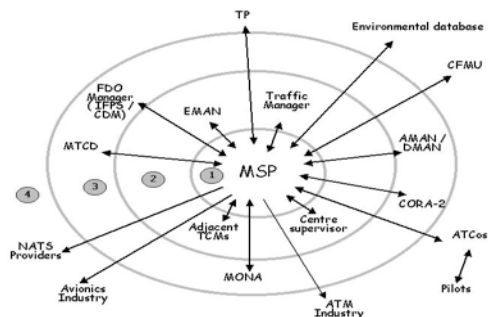 TP
Environmental database
CFMU
FDO
Manager
(IFPS /
CDM)
EMAN
Traffic
Manager
MTCD
AMAN /
DMAN
MSP
1
2
3
4
CORA-2
Adjacent
TCMs
Centre
supervisor
ATCos
NATS
Providers
MONA
Avionics
Industry
ATM
Industry
Pilots